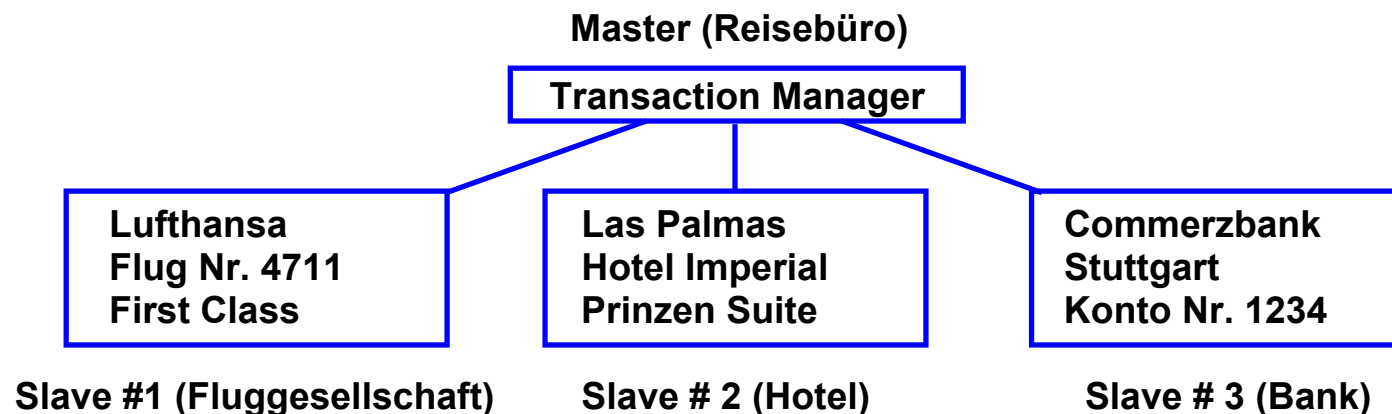 Master (Reisebüro)
Transaction Manager
Lufthansa
Flug Nr. 4711
First Class
Las Palmas
Hotel Imperial
Prinzen Suite
Commerzbank
Stuttgart
Konto Nr. 1234
Slave #1 (Fluggesellschaft)
Slave # 2 (Hotel)
Slave # 3 (Bank)